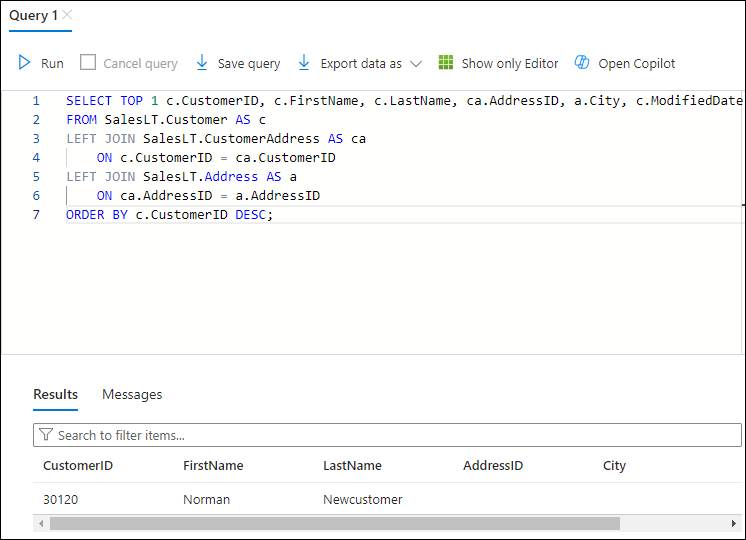 Query 1
Run Cancel query Save query Export data as Show only Editor Open Copilot
1 SELECT TOP 1 c.CustomerID, c.FirstName, c.LastName, ca.AddressID, a.City, c.ModifiedDate
2 FROM SalesLT.Customer AS c
3 LEFT JOIN SalesLT.CustomerAddress AS ca
4 ON c.CustomerID = ca.CustomerID
5 LEFT JOIN SalesLT.Address AS a
6 ON ca.AddressID = a.AddressID
7 ORDER BY c.CustomerID DESC;
Results Messages
Search to filter items...
CustomerID FirstName LastName AddressID City
30120 Norman Newcustomer